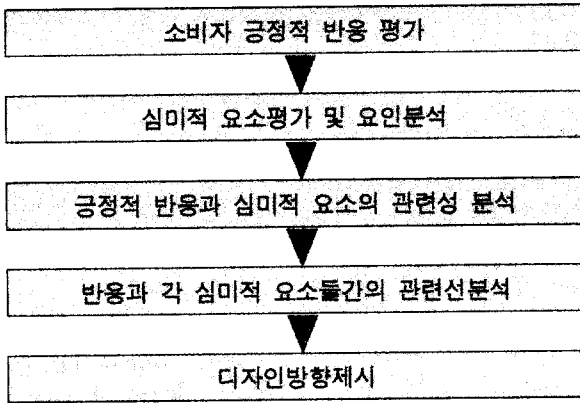 소비자 긍정적 반응 평가
심미적 요소평가 및 요인분석
긍정적 반응과 심미적 요소의 관련성 분석
반응과 각 심미적 요소들간의 관련선분석
디자인방향제시